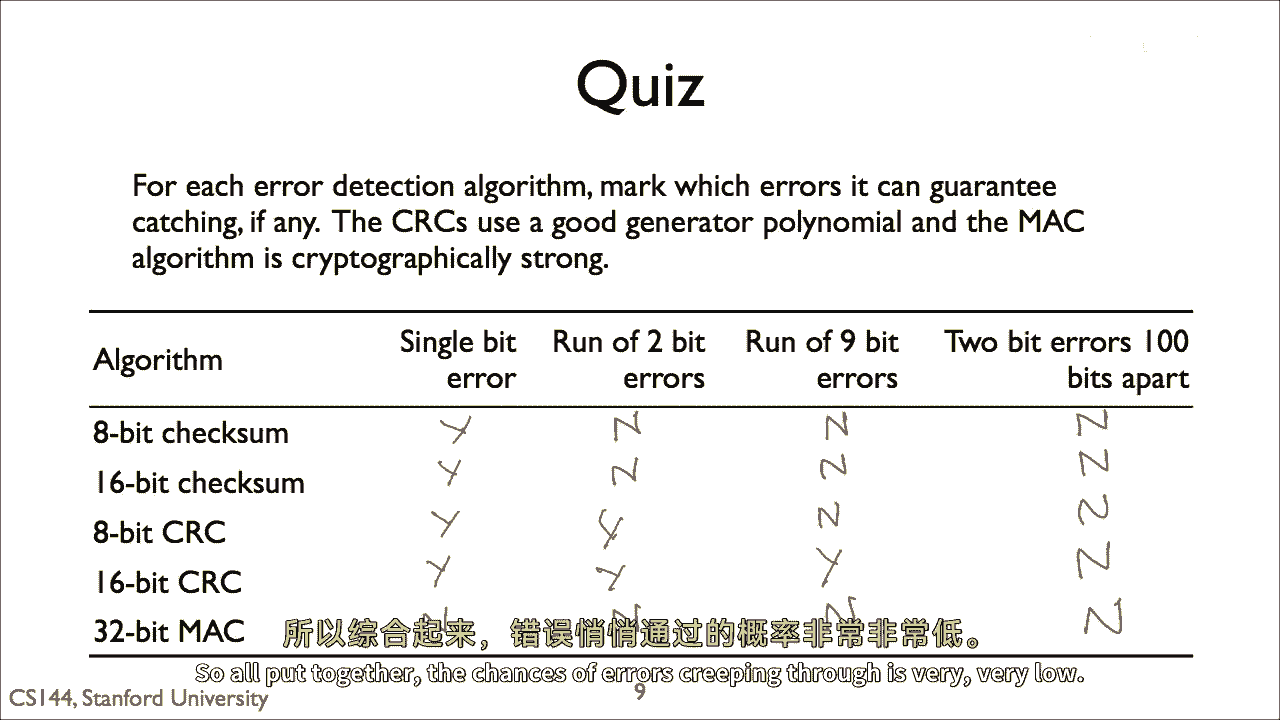 Quiz
For each error detection algorithm, mark which errors it can guarantee
catching, if any. The CRCs use a good generator polynomial and the MAC
algorithm is cryptographically strong.
Algorithm Single bit error Run of 2 bit errors Run of 9 bit errors Two bit errors 100 bits apart
8-bit checksum Y N N N
16-bit checksum Y N N N
8-bit CRC Y Y N N
16-bit CRC Y Y Y N
32-bit MAC N N N N
所以综合起来，错误悄悄通过的概率非常非常低。
So all put together, the chances of errors creeping through is very, very low.
CS144, Stanford University
9